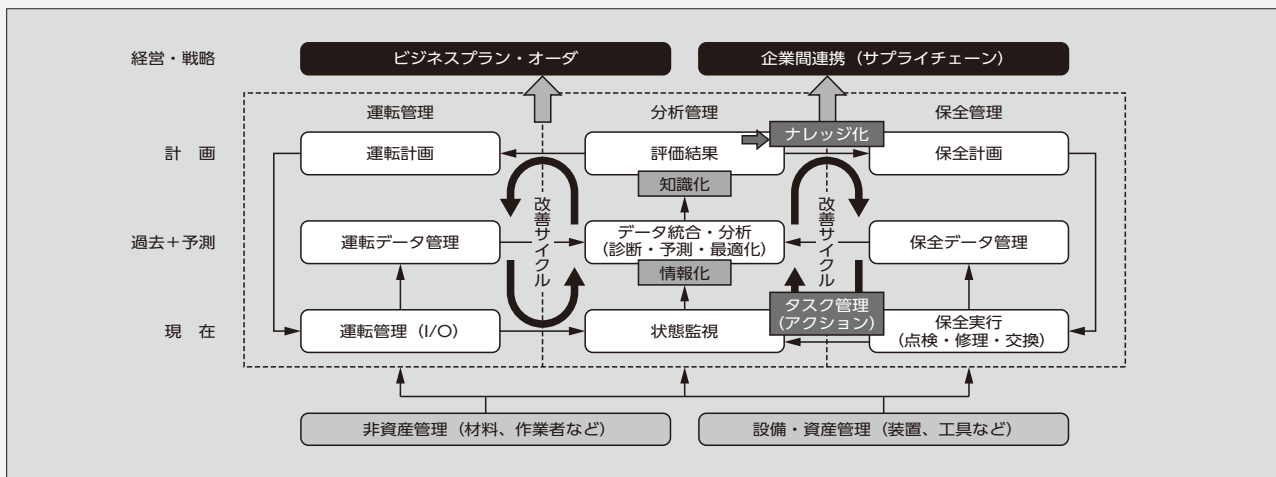 経営・戦略
ビジネスプラン・オーダ
企業間連携（サプライチェーン）
運転管理
分析管理
保全管理
計　画
運転計画
評価結果
ナレッジ化
保全計画
知識化
改善サイクル
改善サイクル
過去＋予測
運転データ管理
データ統合・分析
（診断・予測・最適化）
保全データ管理
情報化
タスク管理
（アクション）
現　在
運転管理（I/O）
状態監視
保全実行
（点検・修理・交換）
非資産管理（材料、作業者など）
設備・資産管理（装置、工具など）